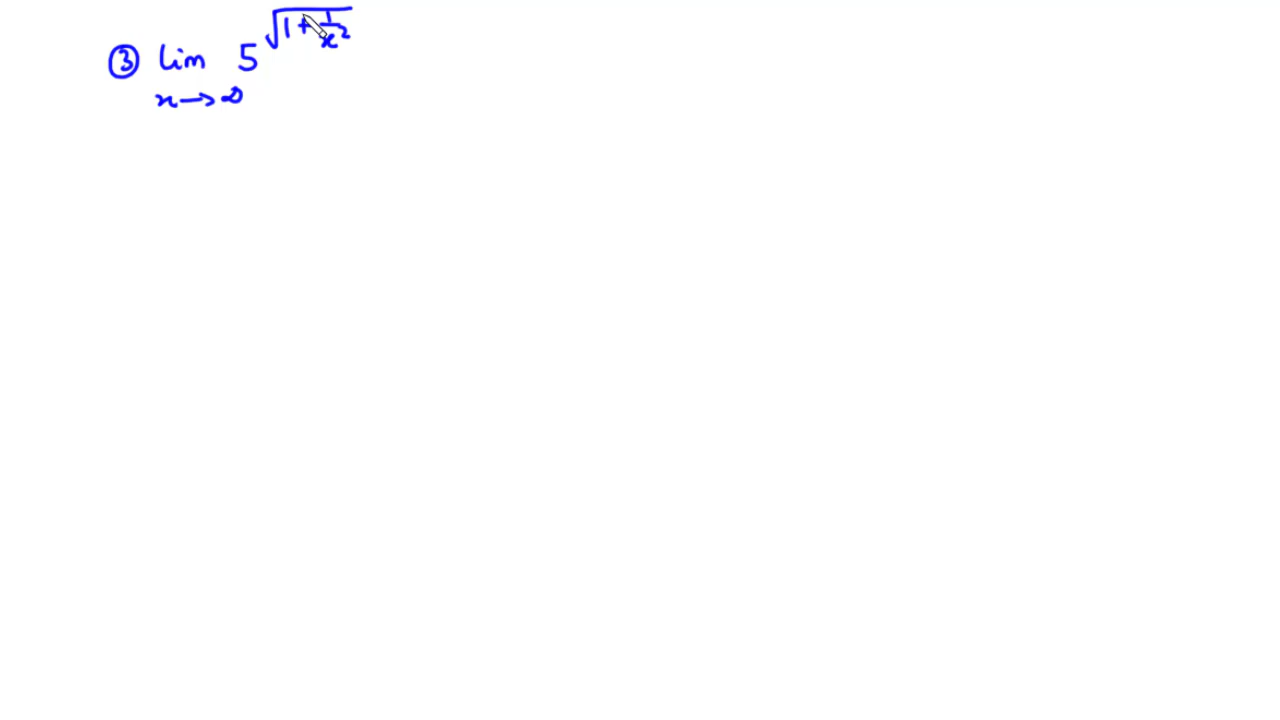 ③ lim 5^√(1 + 1/x²)
x→∞